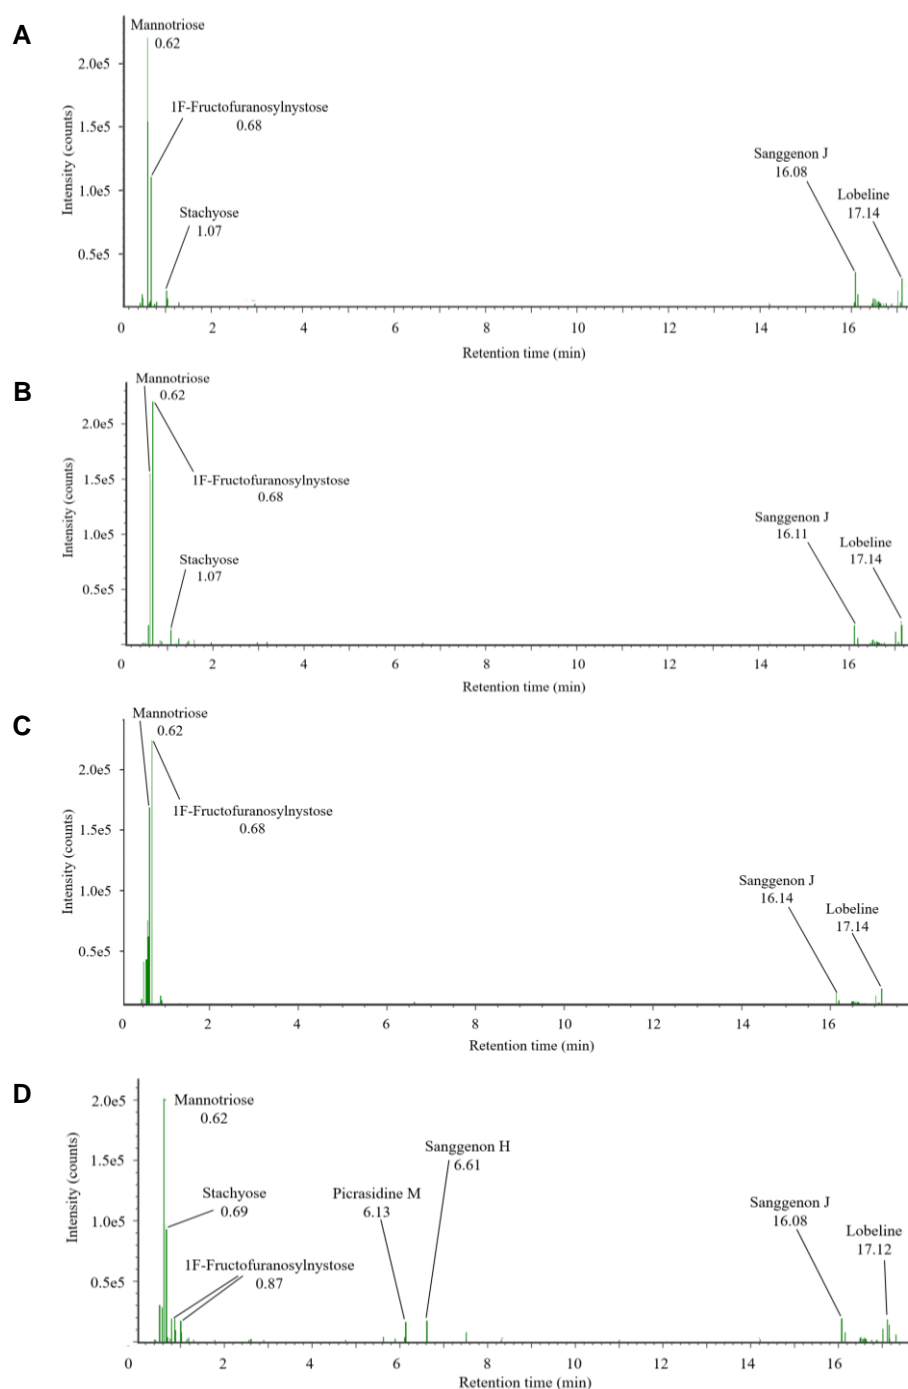 A
Mannotriose
0.62
2.0e5
1F-Fructofuranosylnystose
0.68
1.5e5
Sanggenon J
16.08
1.0e5
Lobeline
17.14
Stachyose
1.07
0.5e5
Intensity (counts)
0 2 4 6 8 10 12 14 16
Retention time (min)
B
Mannotriose
0.62
2.0e5
1F-Fructofuranosylnystose
0.68
1.5e5
Sanggenon J
16.11
1.0e5
Lobeline
17.14
Stachyose
1.07
0.5e5
Intensity (counts)
0 2 4 6 8 10 12 14 16
Retention time (min)
C
Mannotriose
0.62
2.0e5
1F-Fructofuranosylnystose
0.68
1.5e5
1.0e5
Sanggenon J
16.14
Lobeline
17.14
0.5e5
Intensity (counts)
0 2 4 6 8 10 12 14 16
Retention time (min)
D
2.0e5
Mannotriose
0.62
Sanggenon H
6.61
1.5e5
Stachyose
0.69
Picrasidine M
6.13
Sanggenon J
16.08
1.0e5
Lobeline
17.12
1F-Fructofuranosylnystose
0.87
0.5e5
Intensity (counts)
0 2 4 6 8 10 12 14 16
Retention time (min)